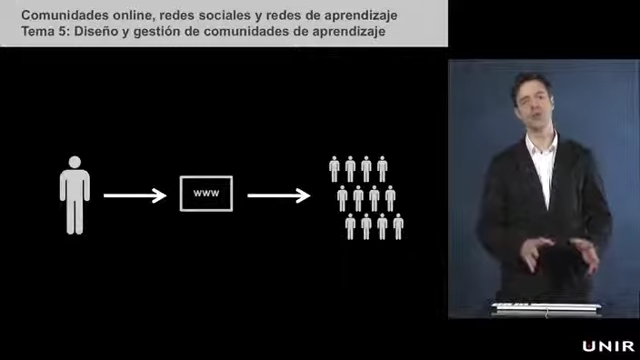 Comunidades online, redes sociales y redes de aprendizaje
Tema 5: Diseño y gestión de comunidades de aprendizaje
www
UNIR